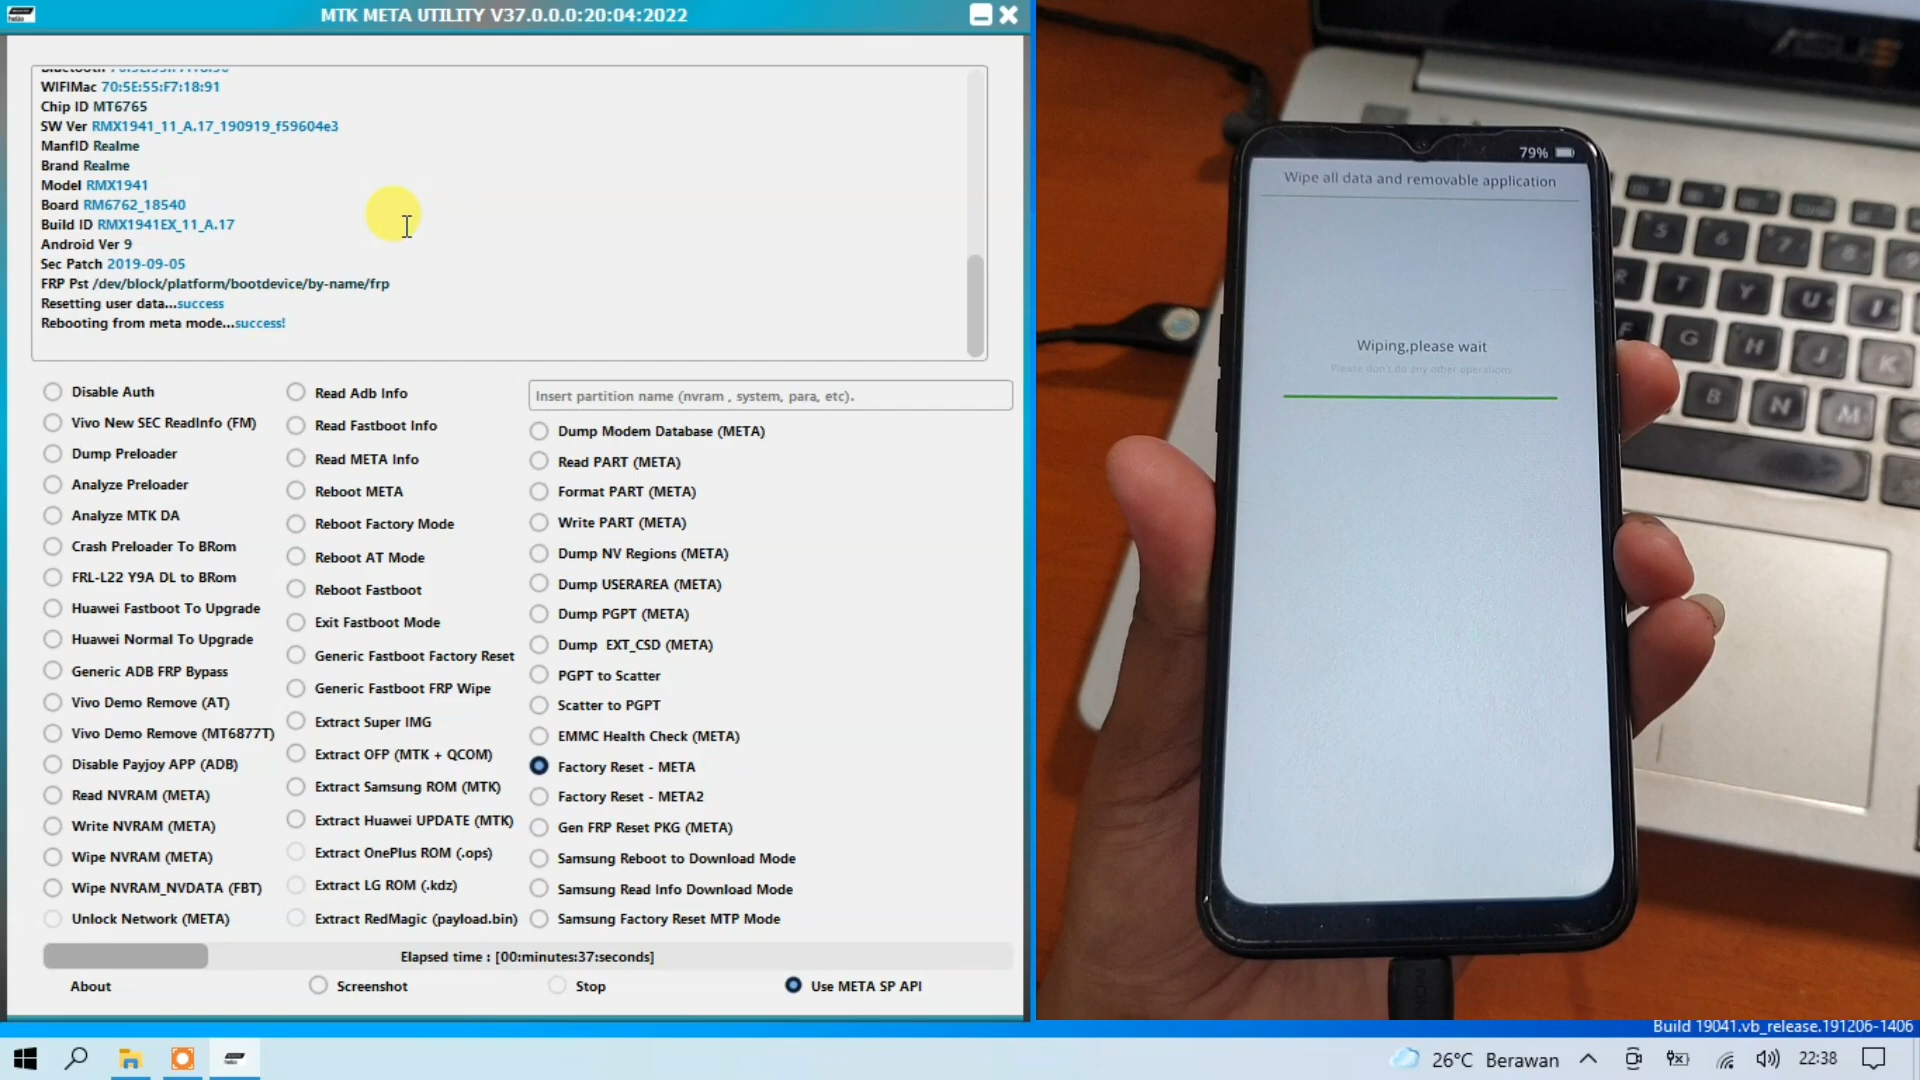 MTK META UTILITY V37.0.0.0:20:04:2022
WIFIMac 70:5E:55:F7:18:91
Chip ID MT6765
SW Ver RMX1941_11_A.17_190919_f59604e3
ManfID Realme
Brand Realme
Model RMX1941
Board RM6762_18540
Build ID RMX1941EX_11_A.17
Android Ver 9
Sec Patch 2019-09-05
FRP Pst /dev/block/platform/bootdevice/by-name/frp
Resetting user data...success
Rebooting from meta mode...success!
Disable Auth
Vivo New SEC ReadInfo (FM)
Dump Preloader
Analyze Preloader
Analyze MTK DA
Crash Preloader To BRom
FRL-L22 Y9A DL to BRom
Huawei Fastboot To Upgrade
Huawei Normal To Upgrade
Generic ADB FRP Bypass
Vivo Demo Remove (AT)
Vivo Demo Remove (MT6877T)
Disable Payjoy APP (ADB)
Read NVRAM (META)
Write NVRAM (META)
Wipe NVRAM (META)
Wipe NVRAM_NVDATA (FBT)
Unlock Network (META)
Read Adb Info
Read Fastboot Info
Read META Info
Reboot META
Reboot Factory Mode
Reboot AT Mode
Reboot Fastboot
Exit Fastboot Mode
Generic Fastboot Factory Reset
Generic Fastboot FRP Wipe
Extract Super IMG
Extract OFP (MTK + QCOM)
Extract Samsung ROM (MTK)
Extract Huawei UPDATE (MTK)
Extract OnePlus ROM (.ops)
Extract LG ROM (.kdz)
Extract RedMagic (payload.bin)
Insert partition name (nvram , system, para, etc).
Dump Modem Database (META)
Read PART (META)
Format PART (META)
Write PART (META)
Dump NV Regions (META)
Dump USERAREA (META)
Dump PGPT (META)
Dump EXT_CSD (META)
PGPT to Scatter
Scatter to PGPT
EMMC Health Check (META)
Factory Reset - META
Factory Reset - META2
Gen FRP Reset PKG (META)
Samsung Reboot to Download Mode
Samsung Read Info Download Mode
Samsung Factory Reset MTP Mode
Elapsed time : [00:minutes:37:seconds]
About
Screenshot
Stop
Use META SP API
ASUS
79%
Wipe all data and removable application
Wiping,please wait
Please don't do any other operations
5
6
7
8
R
T
Y
U
I
F
G
H
J
K
B
N
M
Build 19041.vb_release.191206-1406
26°C Berawan
22:38